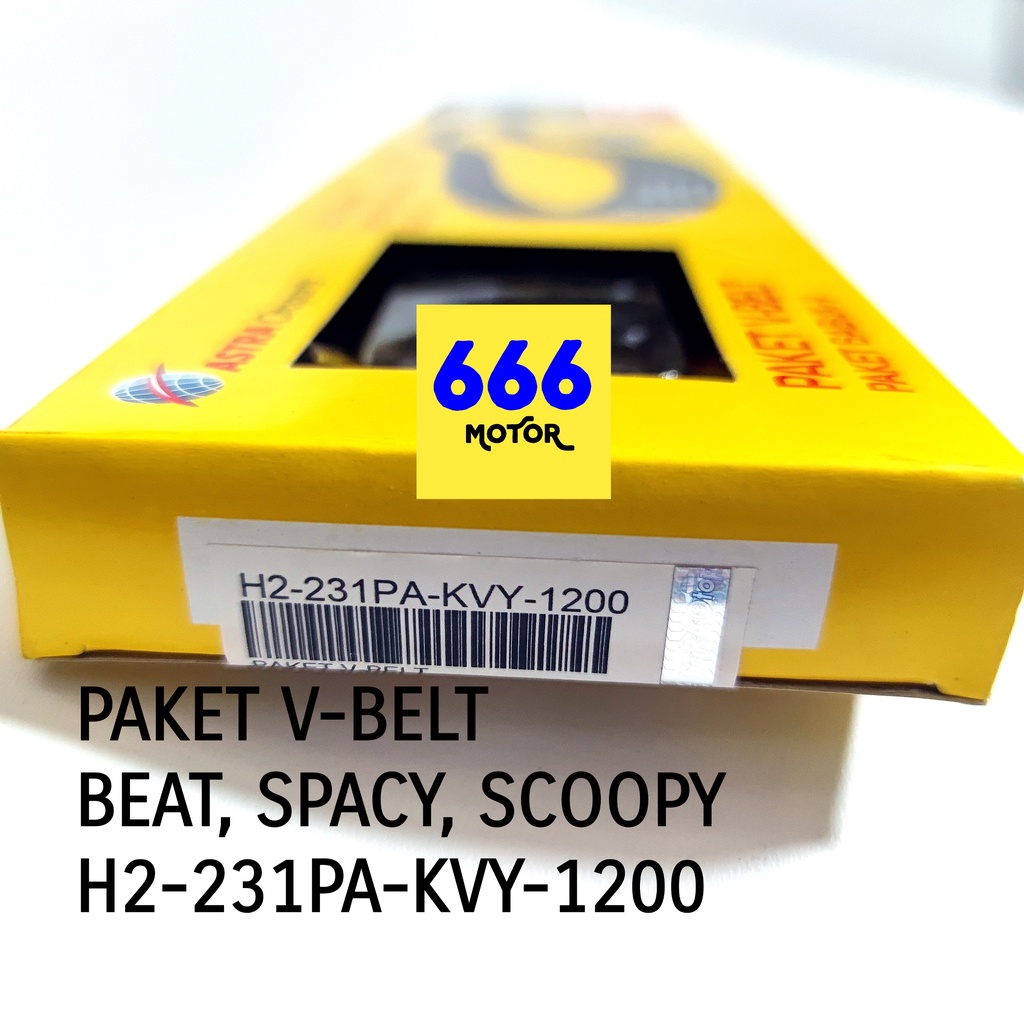 ASTRA Otoparts
PAKET V-BELT
666
MOTOR
H2-231PA-KVY-1200
PAKET V-BELT
PAKET V-BELT
BEAT, SPACY, SCOOPY
H2-231PA-KVY-1200